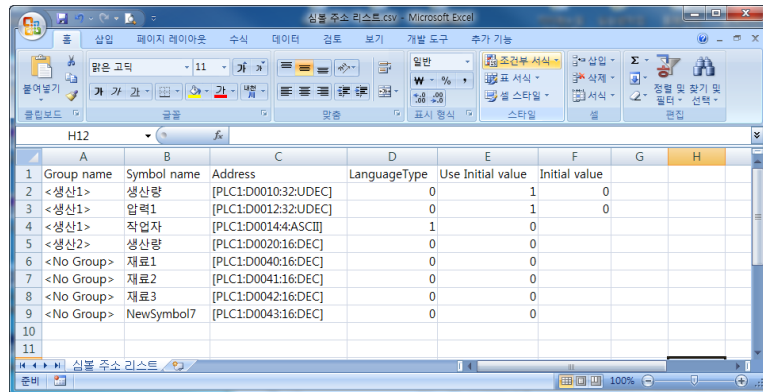 심볼 주소 리스트.csv - Microsoft Excel
홈 삽입 페이지 레이아웃 수식 데이터 검토 보기 개발 도구 추가 기능
붙여넣기
맑은 고딕 11
가 가 가 가
일반
조건부 서식
표 서식
셀 스타일
삽입
삭제
서식
정렬 및 필터
찾기 및 선택
클립보드 글꼴 맞춤 표시 형식 스타일 셀 편집
H12 fx
A B C D E F G H
1 Group name Symbol name Address LanguageType Use Initial value Initial value
2 <생산1> 생산량 [PLC1:D0010:32:UDEC] 0 1 0
3 <생산1> 압력1 [PLC1:D0012:32:UDEC] 0 1 0
4 <생산1> 작업자 [PLC1:D0014:4:ASCII] 1 0
5 <생산2> 생산량 [PLC1:D0020:16:DEC] 0 0
6 <No Group> 재료1 [PLC1:D0040:16:DEC] 0 0
7 <No Group> 재료2 [PLC1:D0041:16:DEC] 0 0
8 <No Group> 재료3 [PLC1:D0042:16:DEC] 0 0
9 <No Group> NewSymbol7 [PLC1:D0043:16:DEC] 0 0
10
11
심볼 주소 리스트
준비 100%